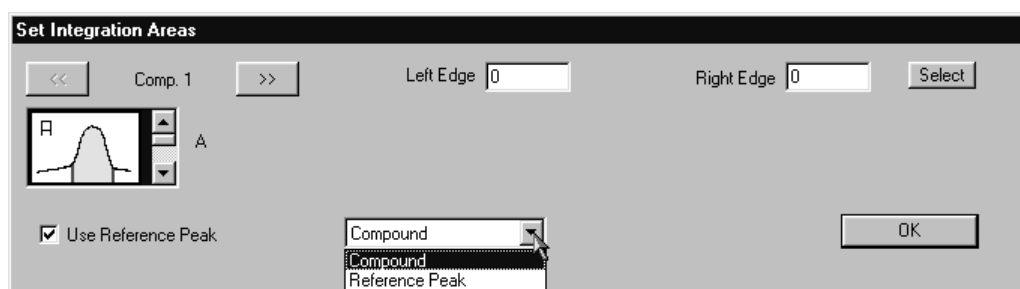 Set Integration Areas
<< Comp. 1 >> Left Edge 0 Right Edge 0 Select
A A
Use Reference Peak Compound OK
Compound
Reference Peak